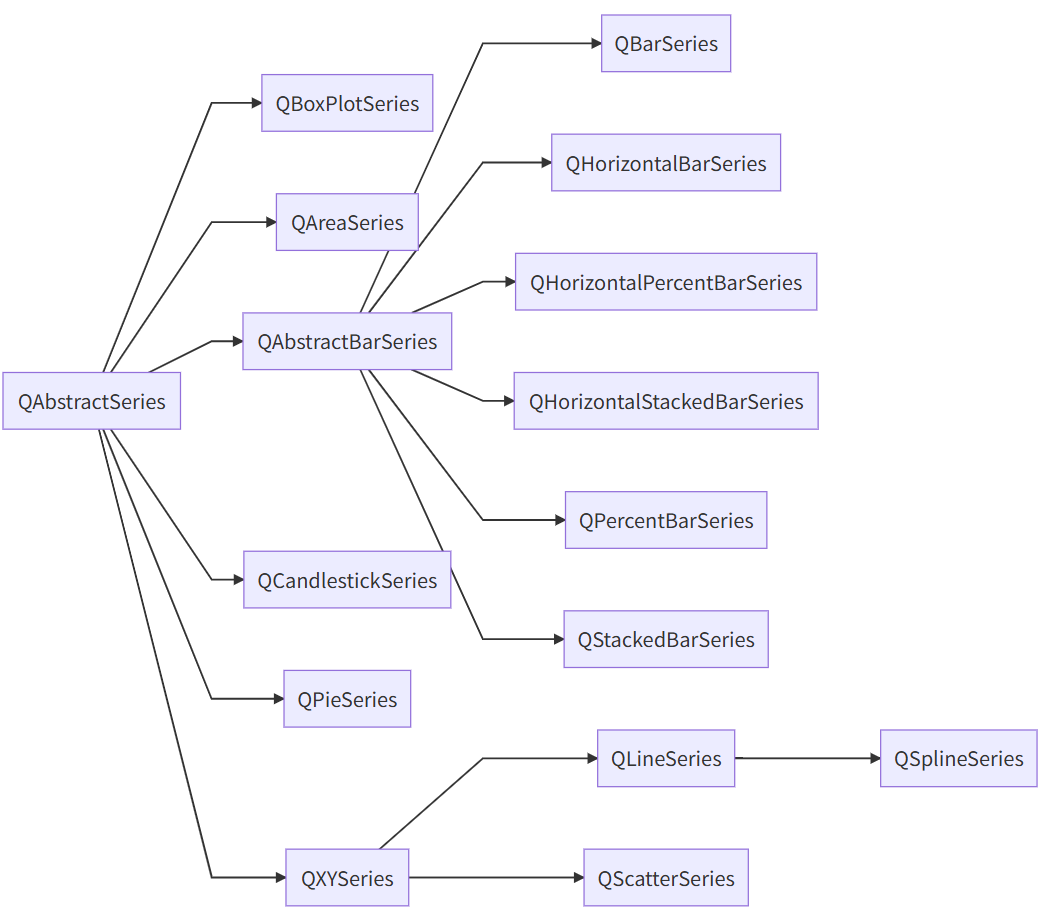 QBarSeries
QBoxPlotSeries
QHorizontalBarSeries
QAreaSeries
QHorizontalPercentBarSeries
QAbstractBarSeries
QAbstractSeries
QHorizontalStackedBarSeries
QPercentBarSeries
QCandlestickSeries
QStackedBarSeries
QPieSeries
QLineSeries
QSplineSeries
QXYSeries
QScatterSeries